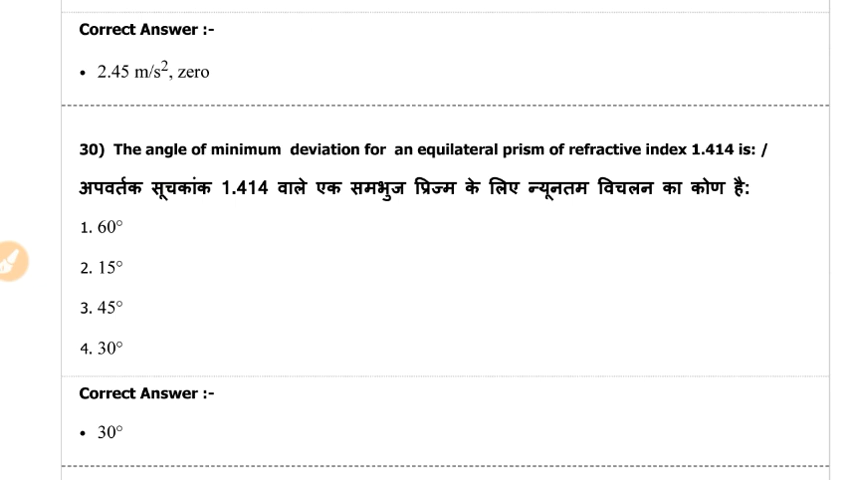 Correct Answer :-
• 2.45 m/s², zero
30) The angle of minimum deviation for an equilateral prism of refractive index 1.414 is: /
अपवर्तक सूचकांक 1.414 वाले एक समभुज प्रिज्म के लिए न्यूनतम विचलन का कोण है:
1. 60°
2. 15°
3. 45°
4. 30°
Correct Answer :-
• 30°